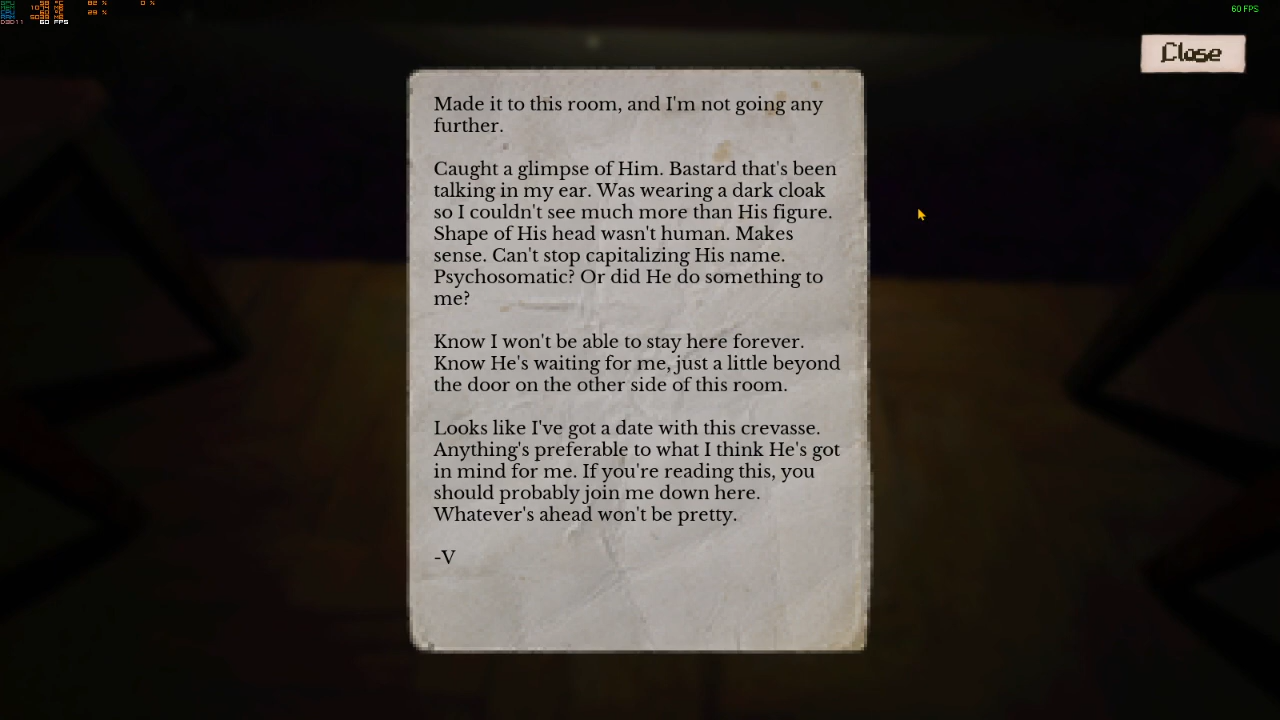 60 FPS
Close
Made it to this room, and I'm not going any
further.
Caught a glimpse of Him. Bastard that's been
talking in my ear. Was wearing a dark cloak
so I couldn't see much more than His figure.
Shape of His head wasn't human. Makes
sense. Can't stop capitalizing His name.
Psychosomatic? Or did He do something to
me?
Know I won't be able to stay here forever.
Know He's waiting for me, just a little beyond
the door on the other side of this room.
Looks like I've got a date with this crevasse.
Anything's preferable to what I think He's got
in mind for me. If you're reading this, you
should probably join me down here.
Whatever's ahead won't be pretty.
-V